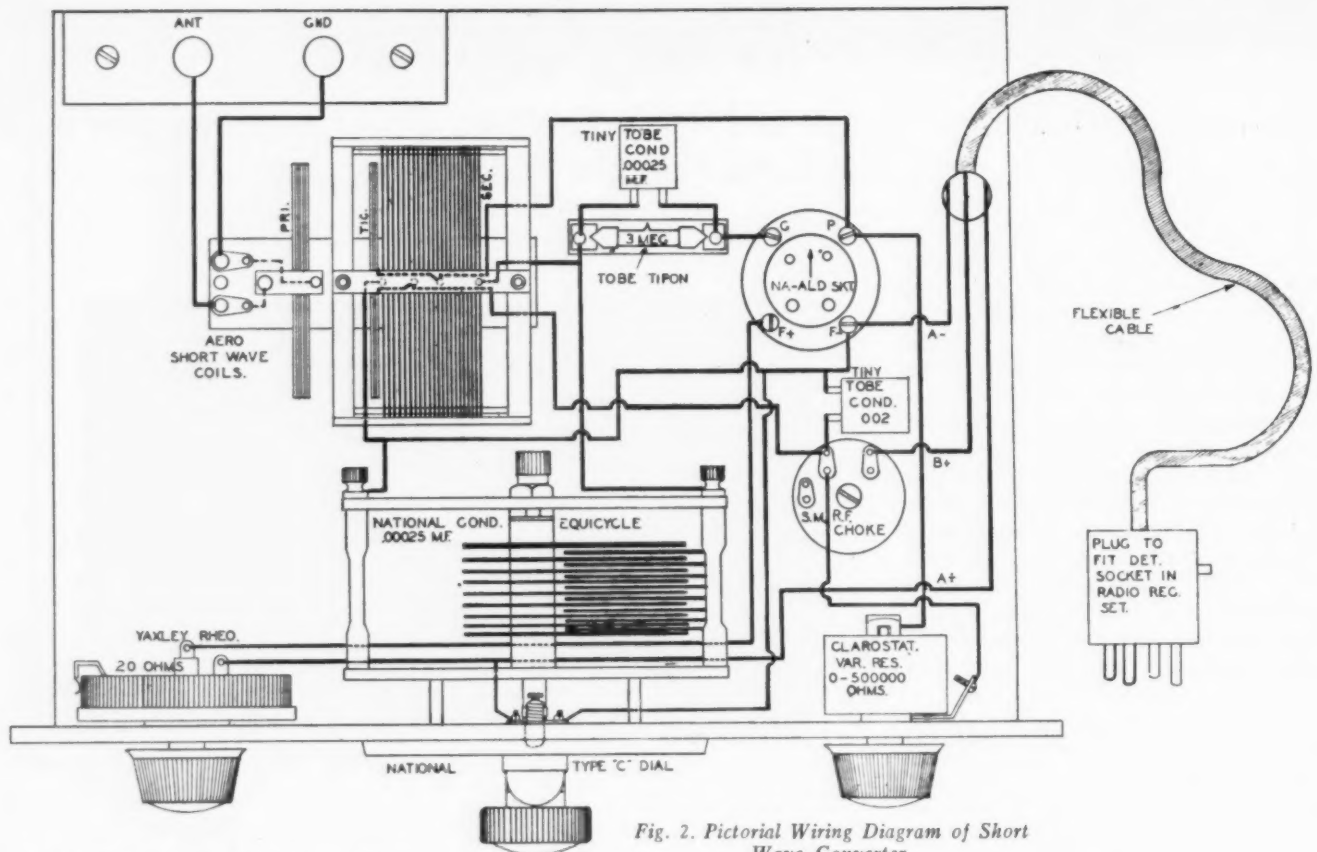 ANT
GND
TINY
TOBE
COND
.00025
M.F.
PRI.
TIC.
SEC.
3 MEG
TOBE TIPON
G
P
NA-ALD SKT
F+
F-
A-
AERO
SHORT WAVE
COILS.
FLEXIBLE
CABLE
TINY
TOBE
COND.
.002
B+
S.M. R.F.
CHOKE
NATIONAL COND.
.00025 M.F.
EQUICYCLE
PLUG TO
FIT DET.
SOCKET IN
RADIO REG.
SET.
A+
YAXLEY RHEO.
20 OHMS
CLAROSTAT.
VAR. RES.
0-500000
OHMS.
NATIONAL
TYPE "C" DIAL
Fig. 2. Pictorial Wiring Diagram of Short
Wave Converter